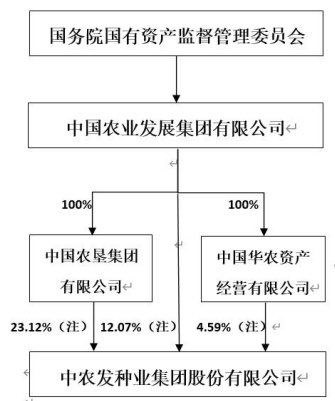 国务院国有资产监督管理委员会
中国农业发展集团有限公司
100%
100%
中国农垦集团
有限公司
中国华农资产
经营有限公司
23.12%（注）
12.07%（注）
4.59%（注）
中农发种业集团股份有限公司